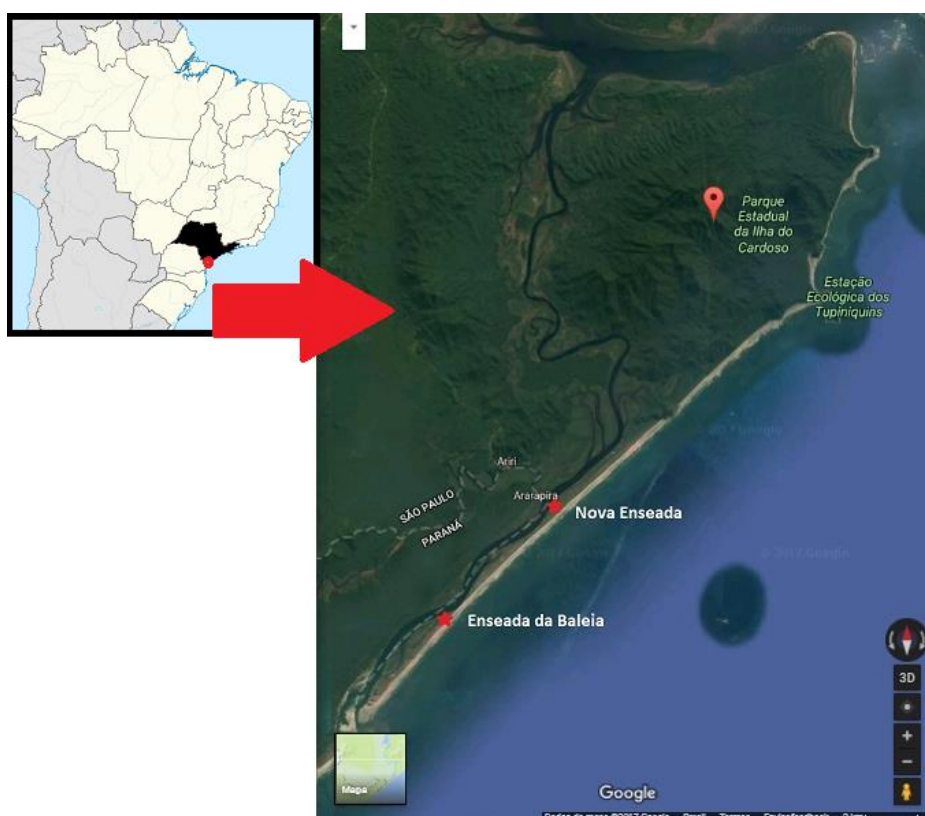 Parque
Estadual
da Ilha do
Cardoso
Estação
Ecológica dos
Tupiniquins
Ariri
SÃO PAULO
Ararapira
Nova Enseada
PARANÁ
Enseada da Baleia
3D
+
−
Mapa
Google